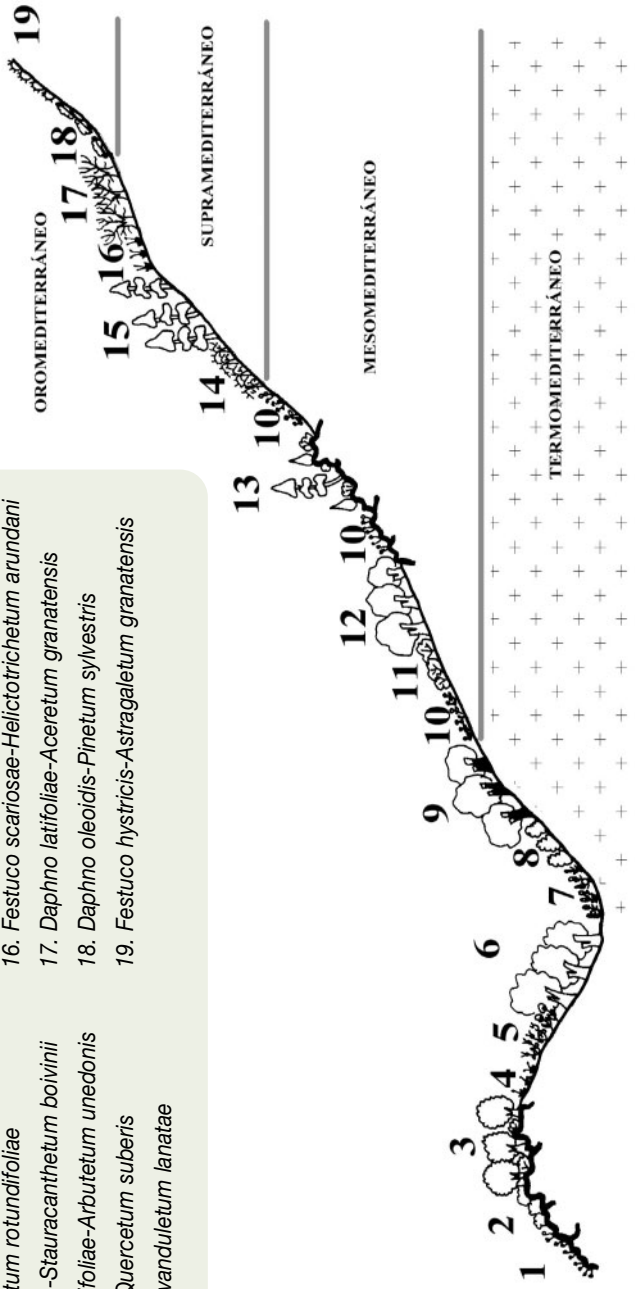 tum rotundifoliae
-Stauracanthetum boivinii
ifoliae-Arbutetum unedonis
Quercetum suberis
vanduletum lanatae
16. Festuco scariosae-Helictotrichetum arundani
17. Daphno latifoliae-Aceretum granatensis
18. Daphno oleoidis-Pinetum sylvestris
19. Festuco hystricis-Astragaletum granatensis
OROMEDITERRÁNEO
SUPRAMEDITERRÁNEO
MESOMEDITERRÁNEO
TERMOMEDITERRÁNEO
1
2
3
4
5
6
7
8
9
10
11
12
10
13
10
14
15
16
17
18
19